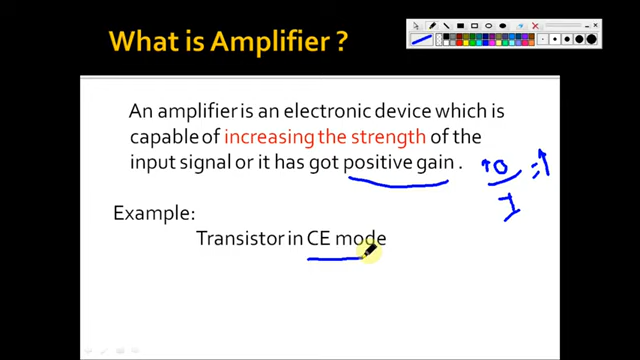 What is Amplifier ?
An amplifier is an electronic device which is
capable of increasing the strength of the
input signal or it has got positive gain .
↑O / I = ↑
Example:
Transistor in CE mode